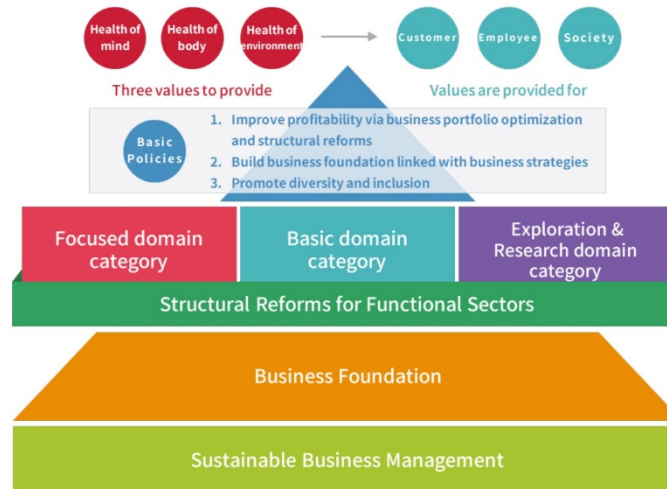 Health of
mind
Health of
body
Health of
environment
Customer
Employee
Society
Three values to provide
Values are provided for
Basic
Policies
1. Improve profitability via business portfolio optimization
and structural reforms
2. Build business foundation linked with business strategies
3. Promote diversity and inclusion
Focused domain
category
Basic domain
category
Exploration &
Research domain
category
Structural Reforms for Functional Sectors
Business Foundation
Sustainable Business Management